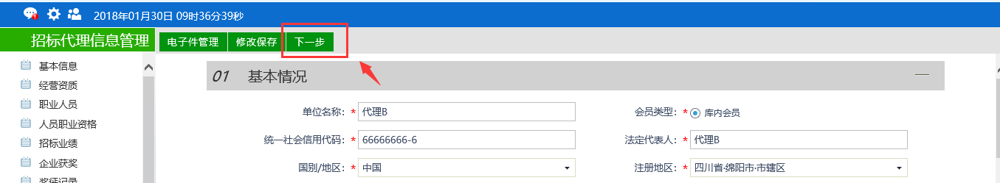 2018年01月30日 09时36分39秒
招标代理信息管理
电子件管理 修改保存 下一步
基本信息
经营资质
职业人员
人员职业资格
招标业绩
企业获奖
奖惩记录
01 基本情况
单位名称：* 代理B 会员类型：* 库内会员
统一社会信用代码：* 66666666-6 法定代表人：* 代理B
国别/地区：* 中国 注册地区：* 四川省·绵阳市·市辖区